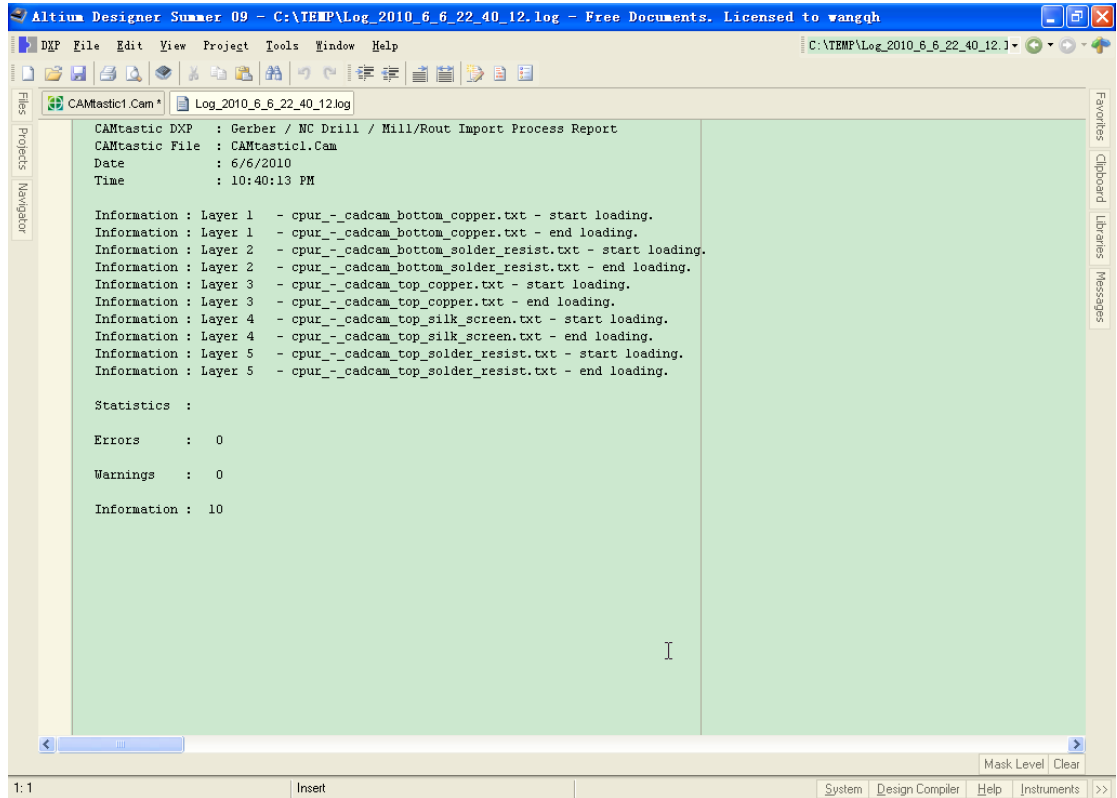 Altium Designer Summer 09 - C:\TEMP\Log_2010_6_6_22_40_12.log - Free Documents. Licensed to wangqh
DXP File Edit View Project Tools Window Help
C:\TEMP\Log_2010_6_6_22_40_12.l
CAMtastic1.Cam *
Log_2010_6_6_22_40_12.log
Files
Projects
Navigator
CAMtastic DXP : Gerber / NC Drill / Mill/Rout Import Process Report
CAMtastic File : CAMtastic1.Cam
Date : 6/6/2010
Time : 10:40:13 PM
Information : Layer 1 - cpur_-_cadcam_bottom_copper.txt - start loading.
Information : Layer 1 - cpur_-_cadcam_bottom_copper.txt - end loading.
Information : Layer 2 - cpur_-_cadcam_bottom_solder_resist.txt - start loading.
Information : Layer 2 - cpur_-_cadcam_bottom_solder_resist.txt - end loading.
Information : Layer 3 - cpur_-_cadcam_top_copper.txt - start loading.
Information : Layer 3 - cpur_-_cadcam_top_copper.txt - end loading.
Information : Layer 4 - cpur_-_cadcam_top_silk_screen.txt - start loading.
Information : Layer 4 - cpur_-_cadcam_top_silk_screen.txt - end loading.
Information : Layer 5 - cpur_-_cadcam_top_solder_resist.txt - start loading.
Information : Layer 5 - cpur_-_cadcam_top_solder_resist.txt - end loading.
Statistics :
Errors : 0
Warnings : 0
Information : 10
Favorites
Clipboard
Libraries
Messages
Mask Level Clear
1:1 Insert System Design Compiler Help Instruments >>